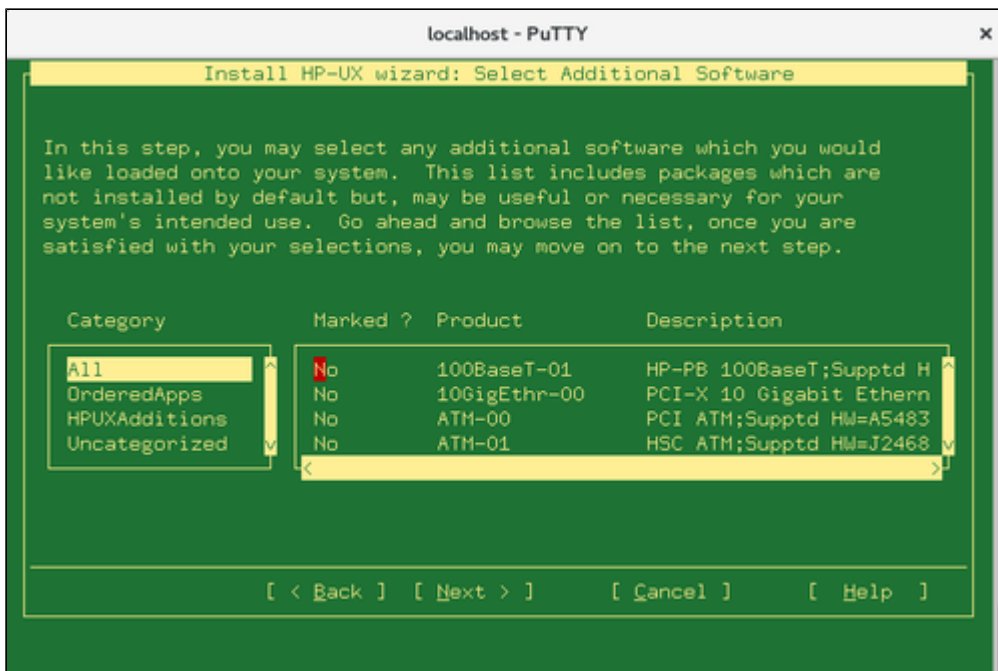 localhost - PuTTY
×
Install HP-UX wizard: Select Additional Software
In this step, you may select any additional software which you would
like loaded onto your system.  This list includes packages which are
not installed by default but, may be useful or necessary for your
system's intended use.  Go ahead and browse the list, once you are
satisfied with your selections, you may move on to the next step.
Category Marked ? Product Description
All No 100BaseT-01 HP-PB 100BaseT;Supptd H
OrderedApps No 10GigEthr-00 PCI-X 10 Gigabit Ethern
HPUXAdditions No ATM-00 PCI ATM;Supptd HW=A5483
Uncategorized No ATM-01 HSC ATM;Supptd HW=J2468
[ < Back ] [ Next > ] [ Cancel ] [ Help ]